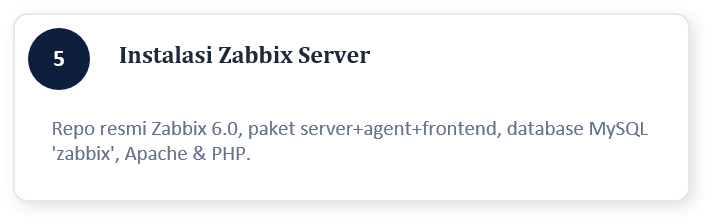 5
Instalasi Zabbix Server
Repo resmi Zabbix 6.0, paket server+agent+frontend, database MySQL
'zabbix', Apache & PHP.